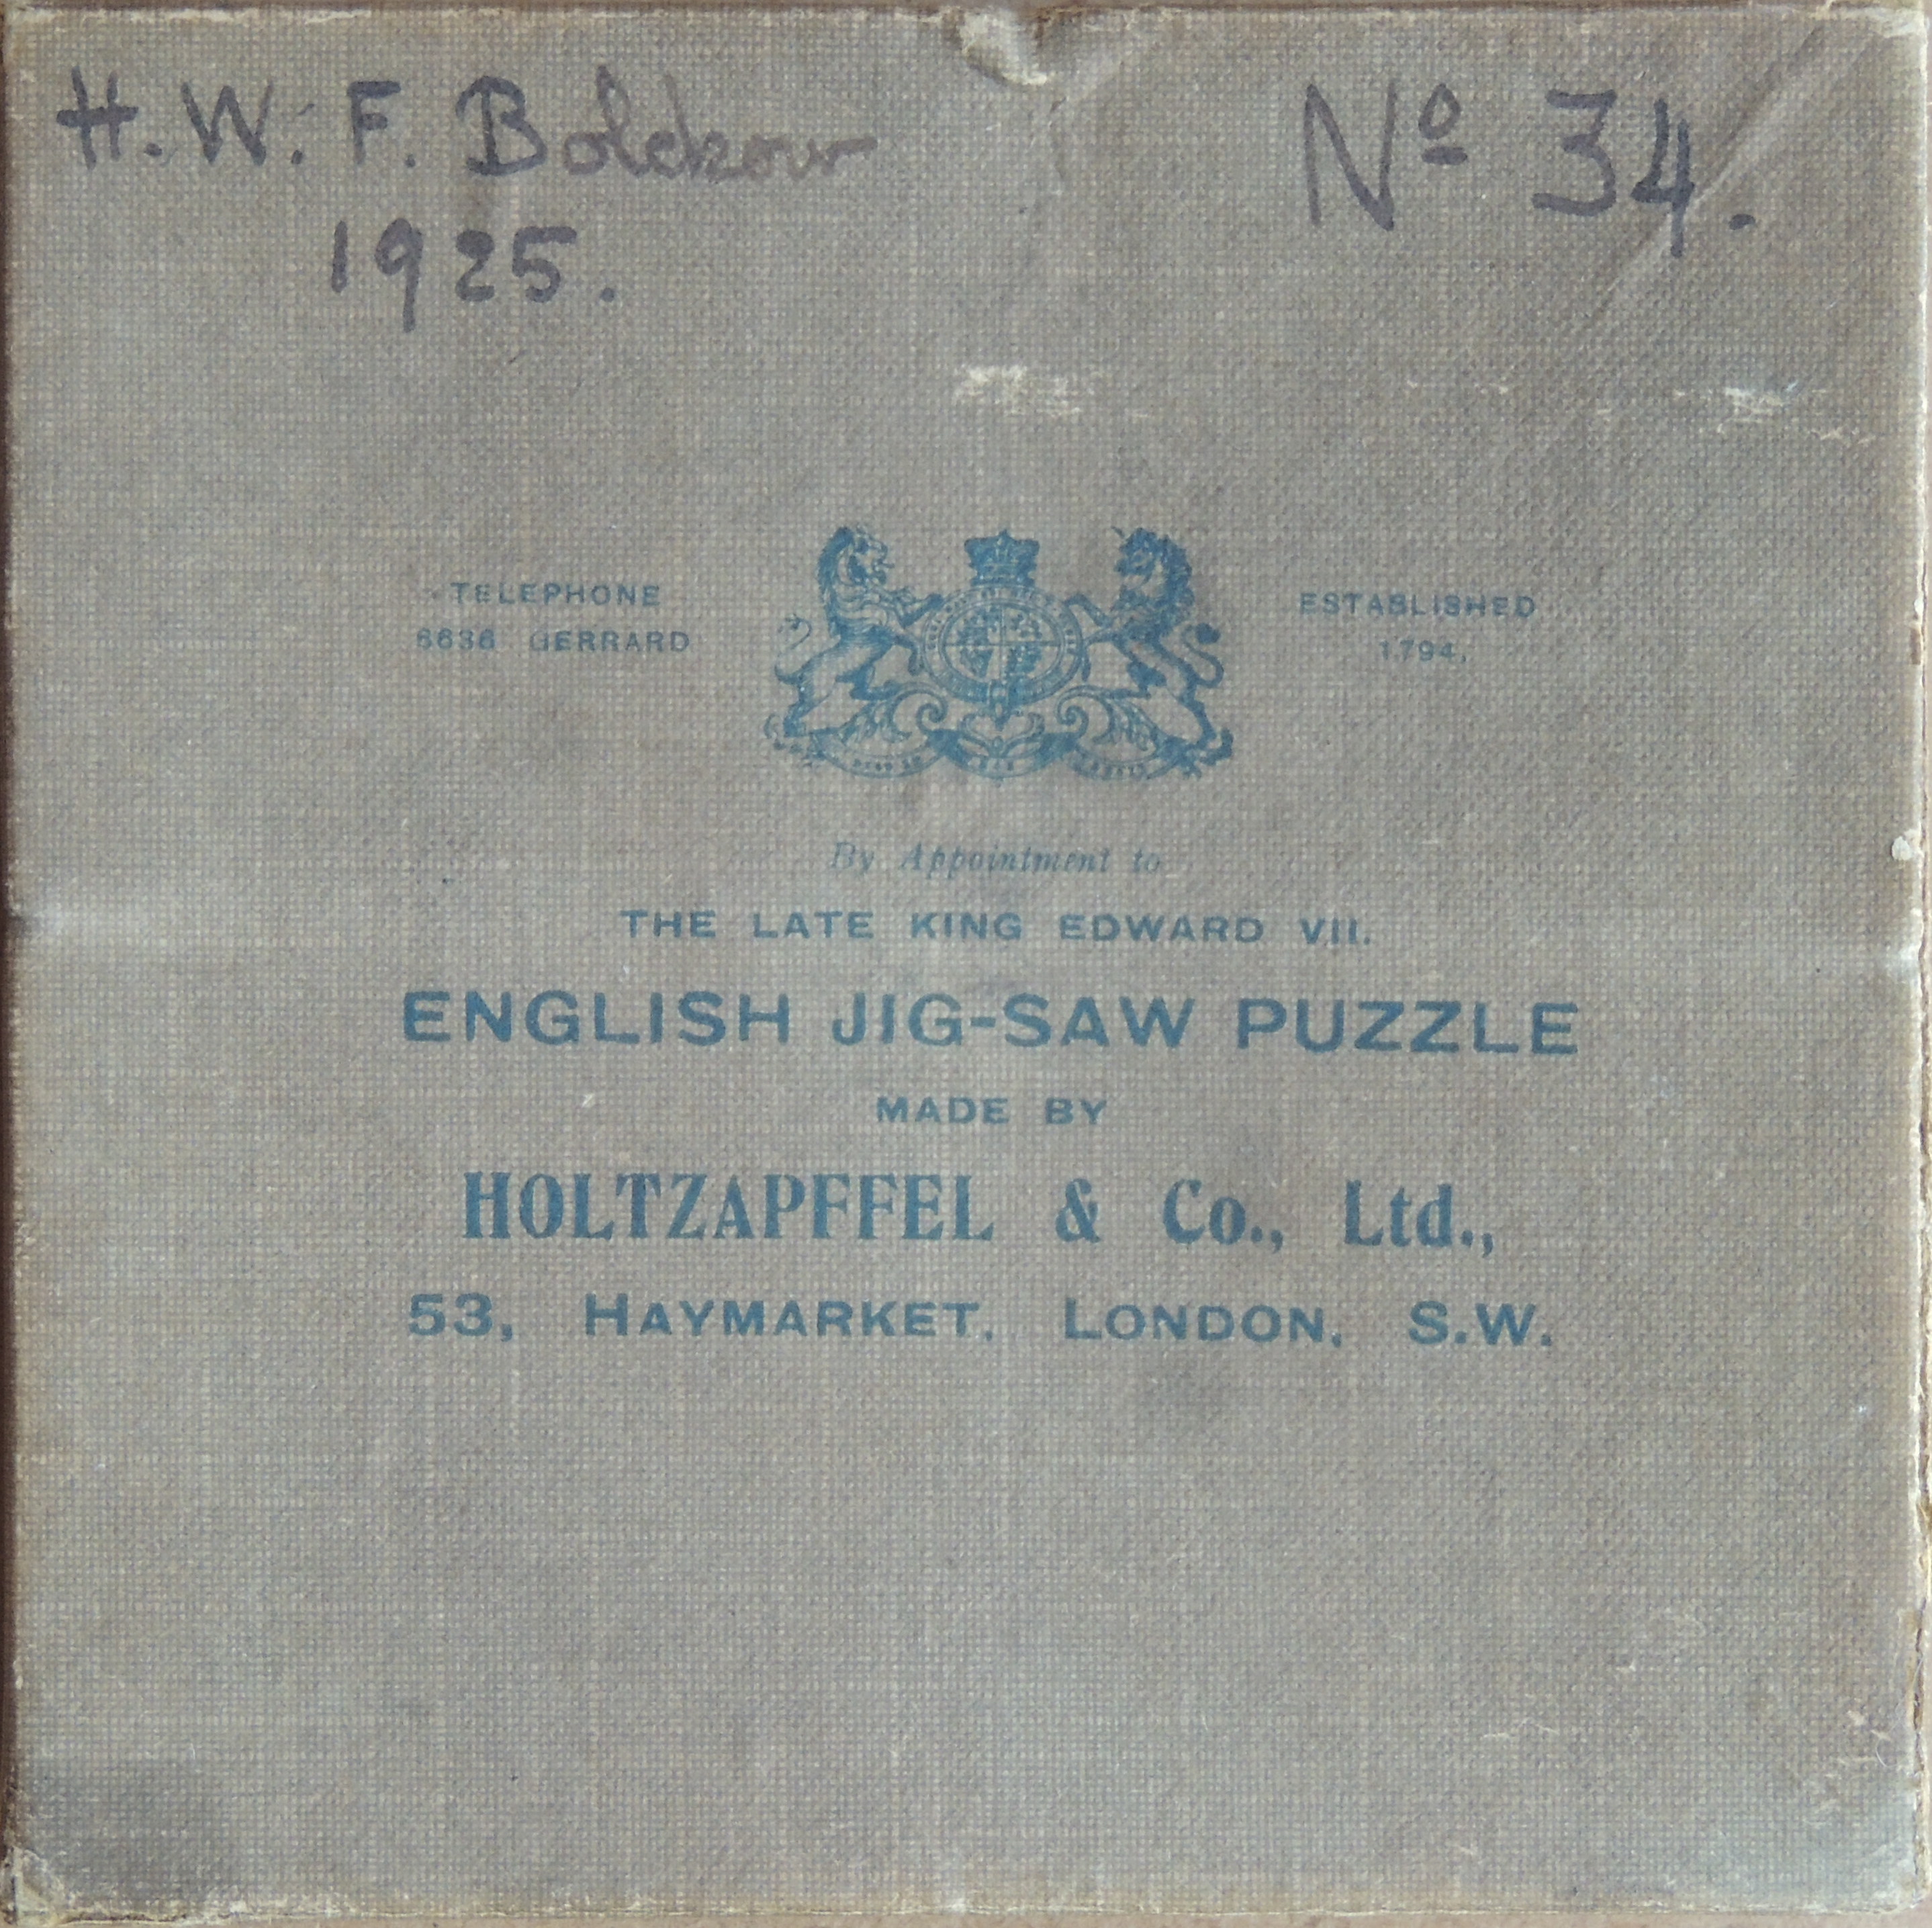 H. W. F. Bolckow
1925.
Nº 34.
TELEPHONE
6636 GERRARD
ESTABLISHED
1794.
By Appointment to
THE LATE KING EDWARD VII.
ENGLISH JIG-SAW PUZZLE
MADE BY
HOLTZAPFFEL & Co., Ltd.,
53, HAYMARKET, LONDON, S.W.